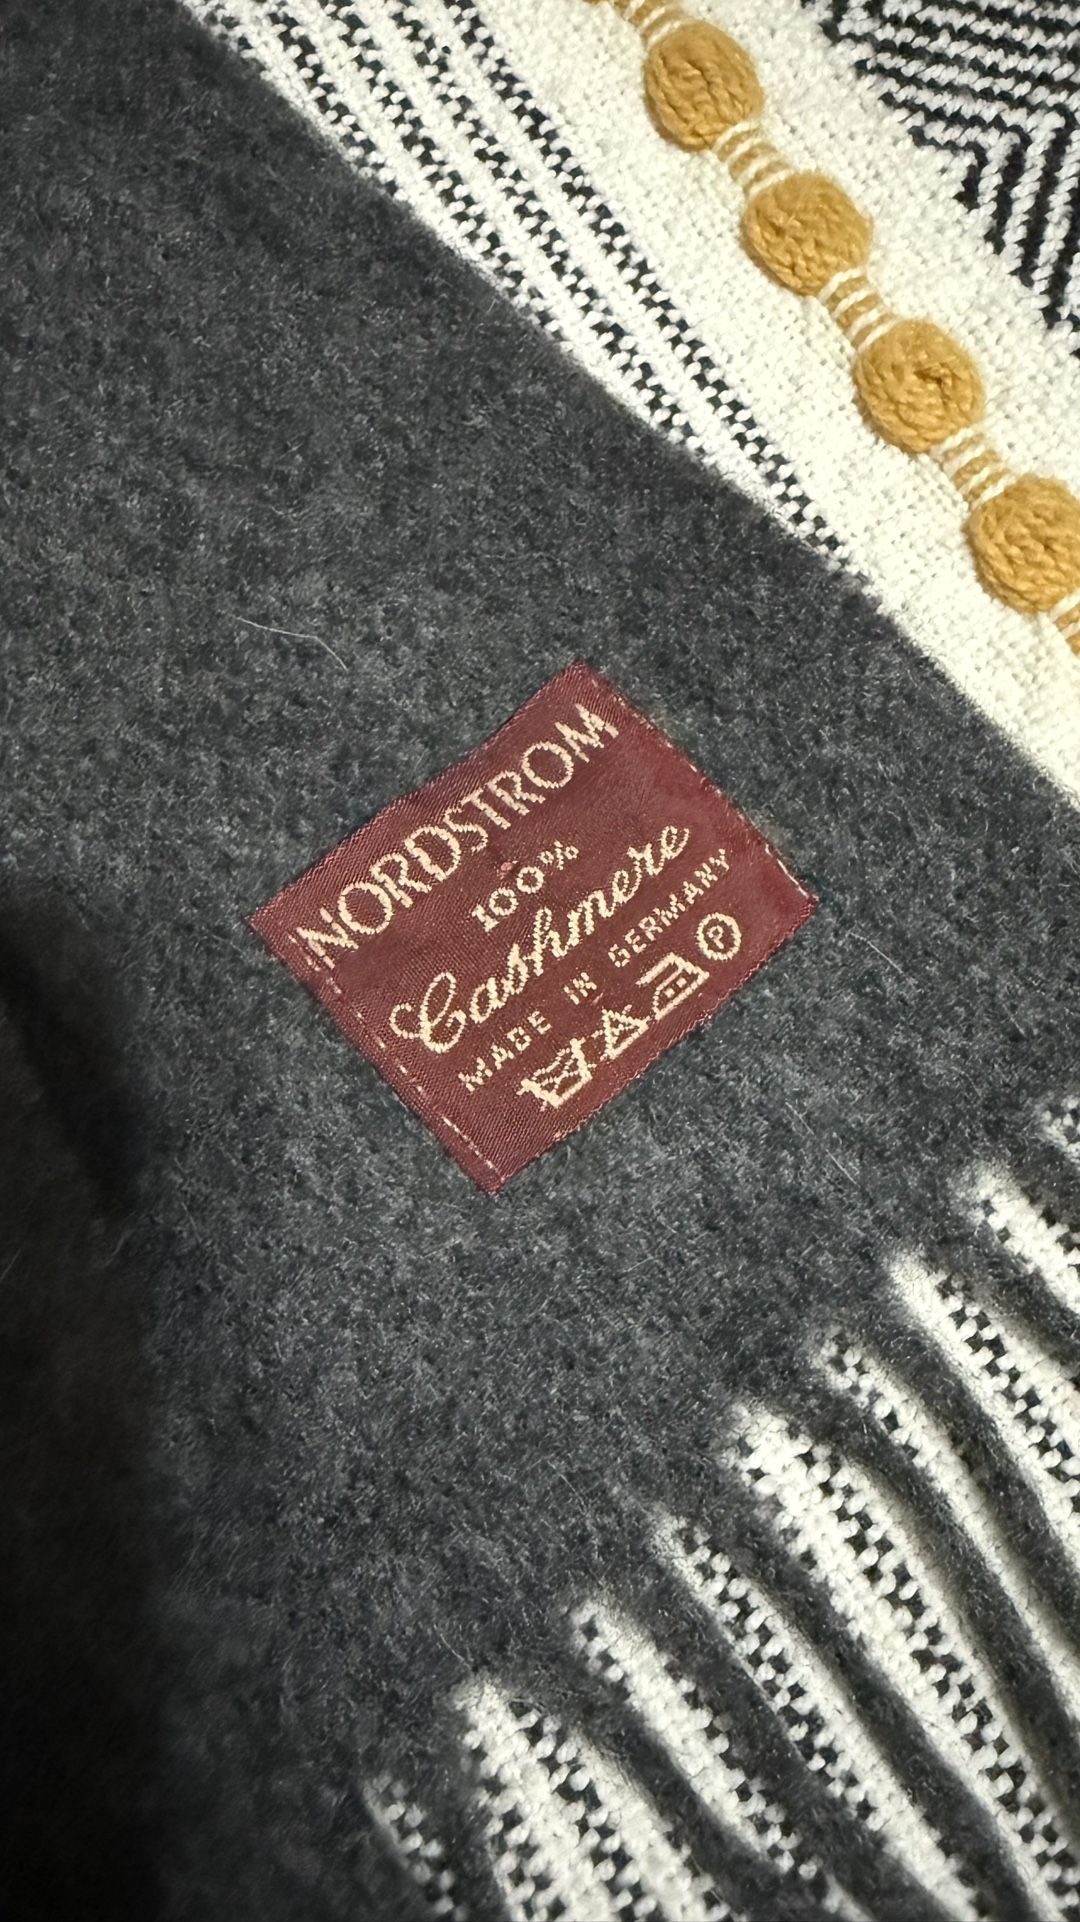 NORDSTROM
100%
Cashmere
MADE IN GERMANY
P